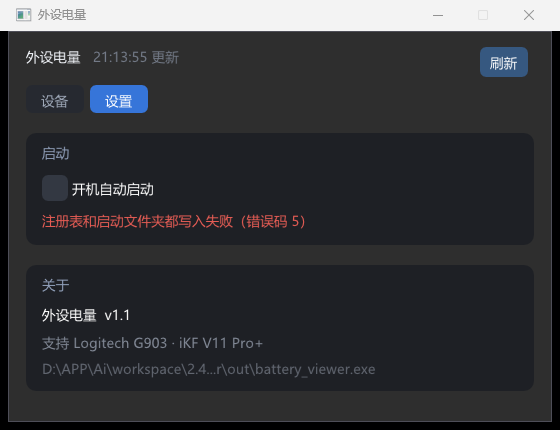 外设电量
外设电量 21:13:55 更新
刷新
设备 设置
启动
开机自动启动
注册表和启动文件夹都写入失败（错误码 5）
关于
外设电量 v1.1
支持 Logitech G903 · iKF V11 Pro+
D:\APP\Ai\workspace\2.4...r\out\battery_viewer.exe